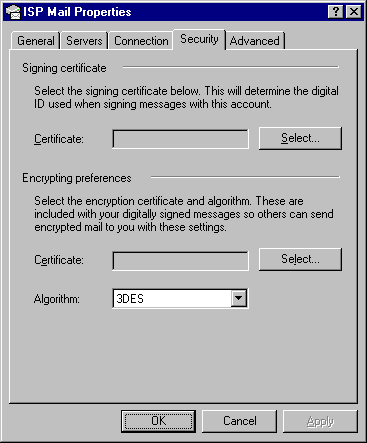 ISP Mail Properties
General Servers Connection Security Advanced
Signing certificate
Select the signing certificate below. This will determine the digital
ID used when signing messages with this account.
Certificate: Select...
Encrypting preferences
Select the encryption certificate and algorithm. These are
included with your digitally signed messages so others can send
encrypted mail to you with these settings.
Certificate: Select...
Algorithm: 3DES
OK Cancel Apply